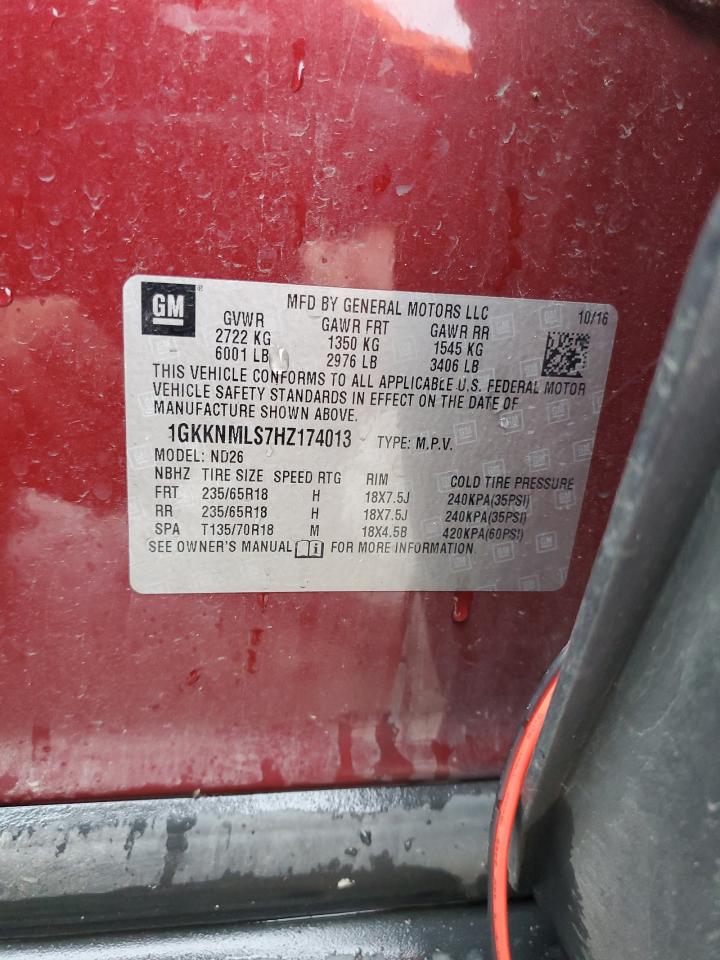 GM ®
MFD BY GENERAL MOTORS LLC 10/16
GVWR GAWR FRT GAWR RR
2722 KG 1350 KG 1545 KG
6001 LB 2976 LB 3406 LB
THIS VEHICLE CONFORMS TO ALL APPLICABLE U.S. FEDERAL MOTOR
VEHICLE SAFETY STANDARDS IN EFFECT ON THE DATE OF
MANUFACTURE SHOWN ABOVE.
1GKKNMLS7HZ174013 TYPE: M.P.V.
MODEL: ND26
NBHZ TIRE SIZE SPEED RTG RIM COLD TIRE PRESSURE
FRT 235/65R18 H 18X7.5J 240KPA(35PSI)
RR 235/65R18 H 18X7.5J 240KPA(35PSI)
SPA T135/70R18 M 18X4.5B 420KPA(60PSI)
SEE OWNER'S MANUAL i FOR MORE INFORMATION